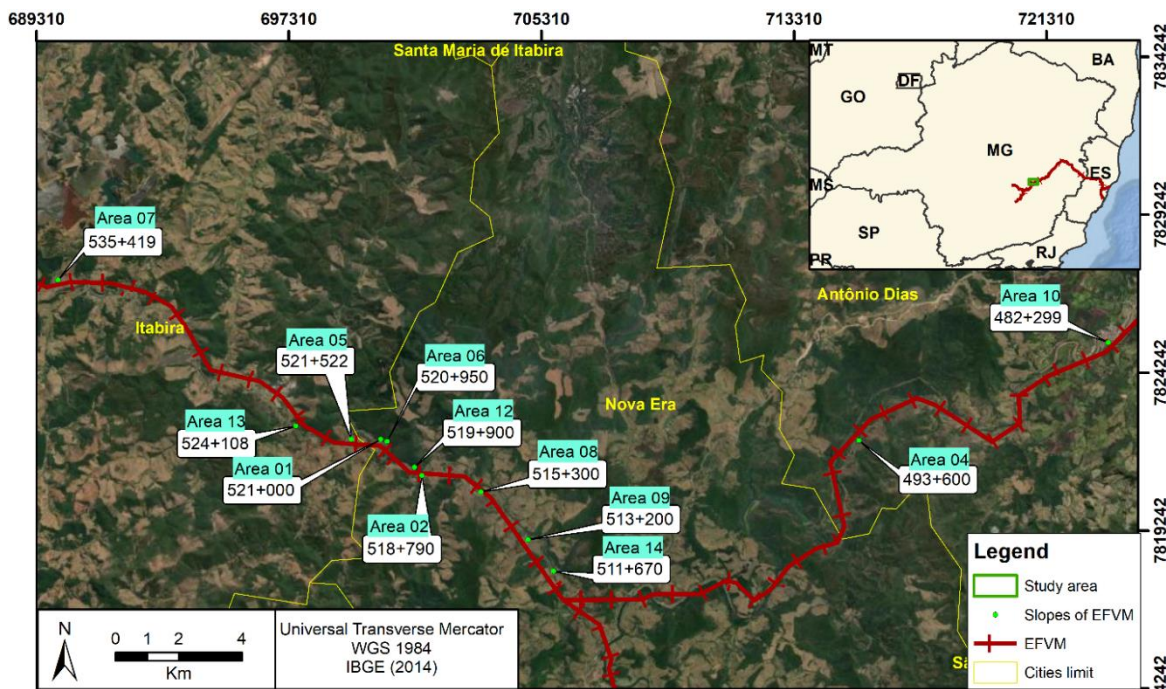 689310
697310
705310
713310
721310
7834242
7829242
7824242
7819242
4242
Santa Maria de Itabira
MT
BA
DF
GO
MG
ES
MS
SP
RJ
PR
Area 07
535+419
Itabira
Antônio Dias
Area 10
482+299
Area 05
521+522
Area 06
520+950
Nova Era
Area 12
519+900
Area 13
524+108
Area 01
521+000
Area 08
515+300
Area 04
493+600
Area 02
518+790
Area 09
513+200
Area 14
511+670
N
0 1 2 4
Km
Universal Transverse Mercator
WGS 1984
IBGE (2014)
Legend
Study area
Slopes of EFVM
EFVM
Cities limit